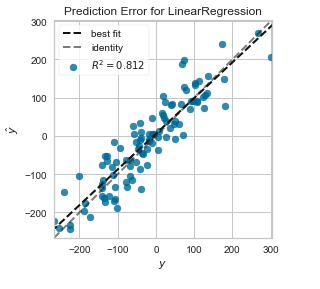 Prediction Error for LinearRegression
best fit
identity
R² = 0.812
300
200
100
0
−100
−200
ŷ
−200 −100 0 100 200 300
y